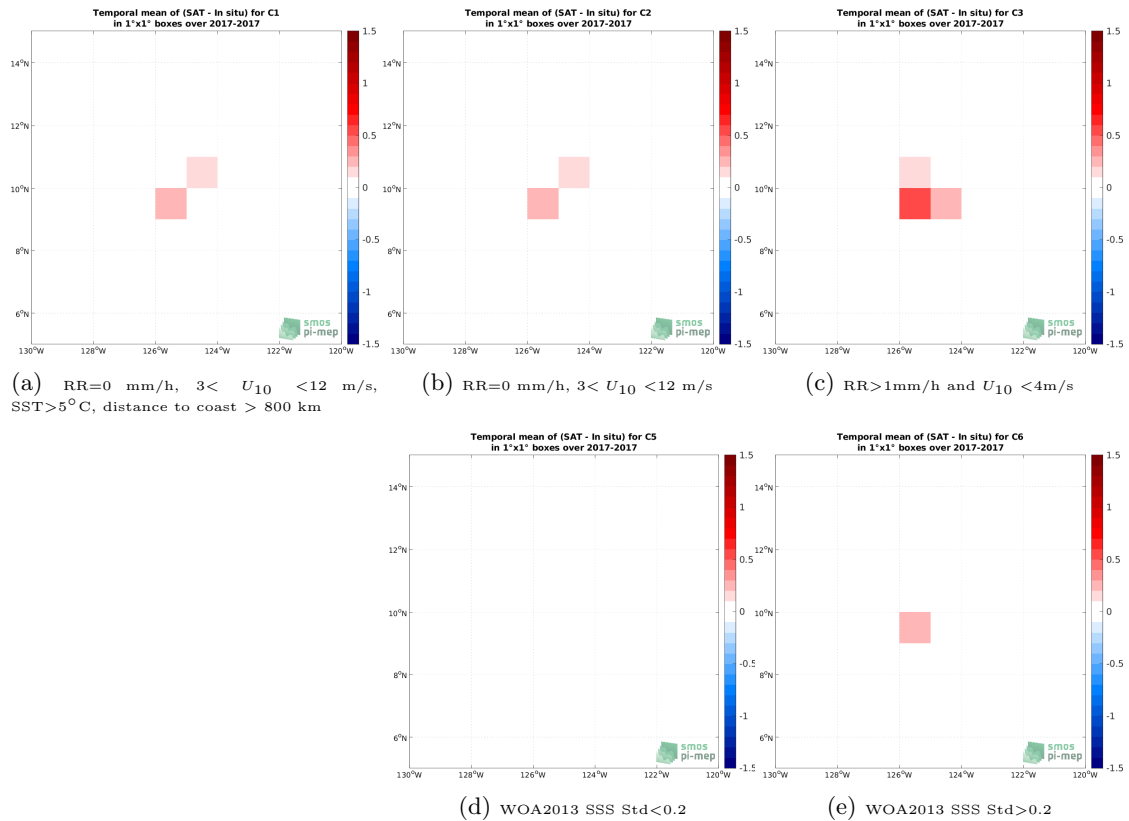 Temporal mean of (SAT - In situ) for C1
in 1°x1° boxes over 2017-2017
14°N
12°N
10°N
8°N
6°N
130°W
128°W
126°W
124°W
122°W
120°W
1.5
1
0.5
0
-0.5
-1
-1.5
smos
pi-mep
(a) RR=0 mm/h, 3< U10 <12 m/s,
SST>5°C, distance to coast > 800 km
Temporal mean of (SAT - In situ) for C2
in 1°x1° boxes over 2017-2017
14°N
12°N
10°N
8°N
6°N
130°W
128°W
126°W
124°W
122°W
120°W
1.5
1
0.5
0
-0.5
-1
-1.5
smos
pi-mep
(b) RR=0 mm/h, 3< U10 <12 m/s
Temporal mean of (SAT - In situ) for C3
in 1°x1° boxes over 2017-2017
14°N
12°N
10°N
8°N
6°N
130°W
128°W
126°W
124°W
122°W
120°W
1.5
1
0.5
0
-0.5
-1
-1.5
smos
pi-mep
(c) RR>1mm/h and U10 <4m/s
Temporal mean of (SAT - In situ) for C5
in 1°x1° boxes over 2017-2017
14°N
12°N
10°N
8°N
6°N
130°W
128°W
126°W
124°W
122°W
120°W
1.5
1
0.5
0
-0.5
-1
-1.5
smos
pi-mep
(d) WOA2013 SSS Std<0.2
Temporal mean of (SAT - In situ) for C6
in 1°x1° boxes over 2017-2017
14°N
12°N
10°N
8°N
6°N
130°W
128°W
126°W
124°W
122°W
120°W
1.5
1
0.5
0
-0.5
-1
-1.5
smos
pi-mep
(e) WOA2013 SSS Std>0.2